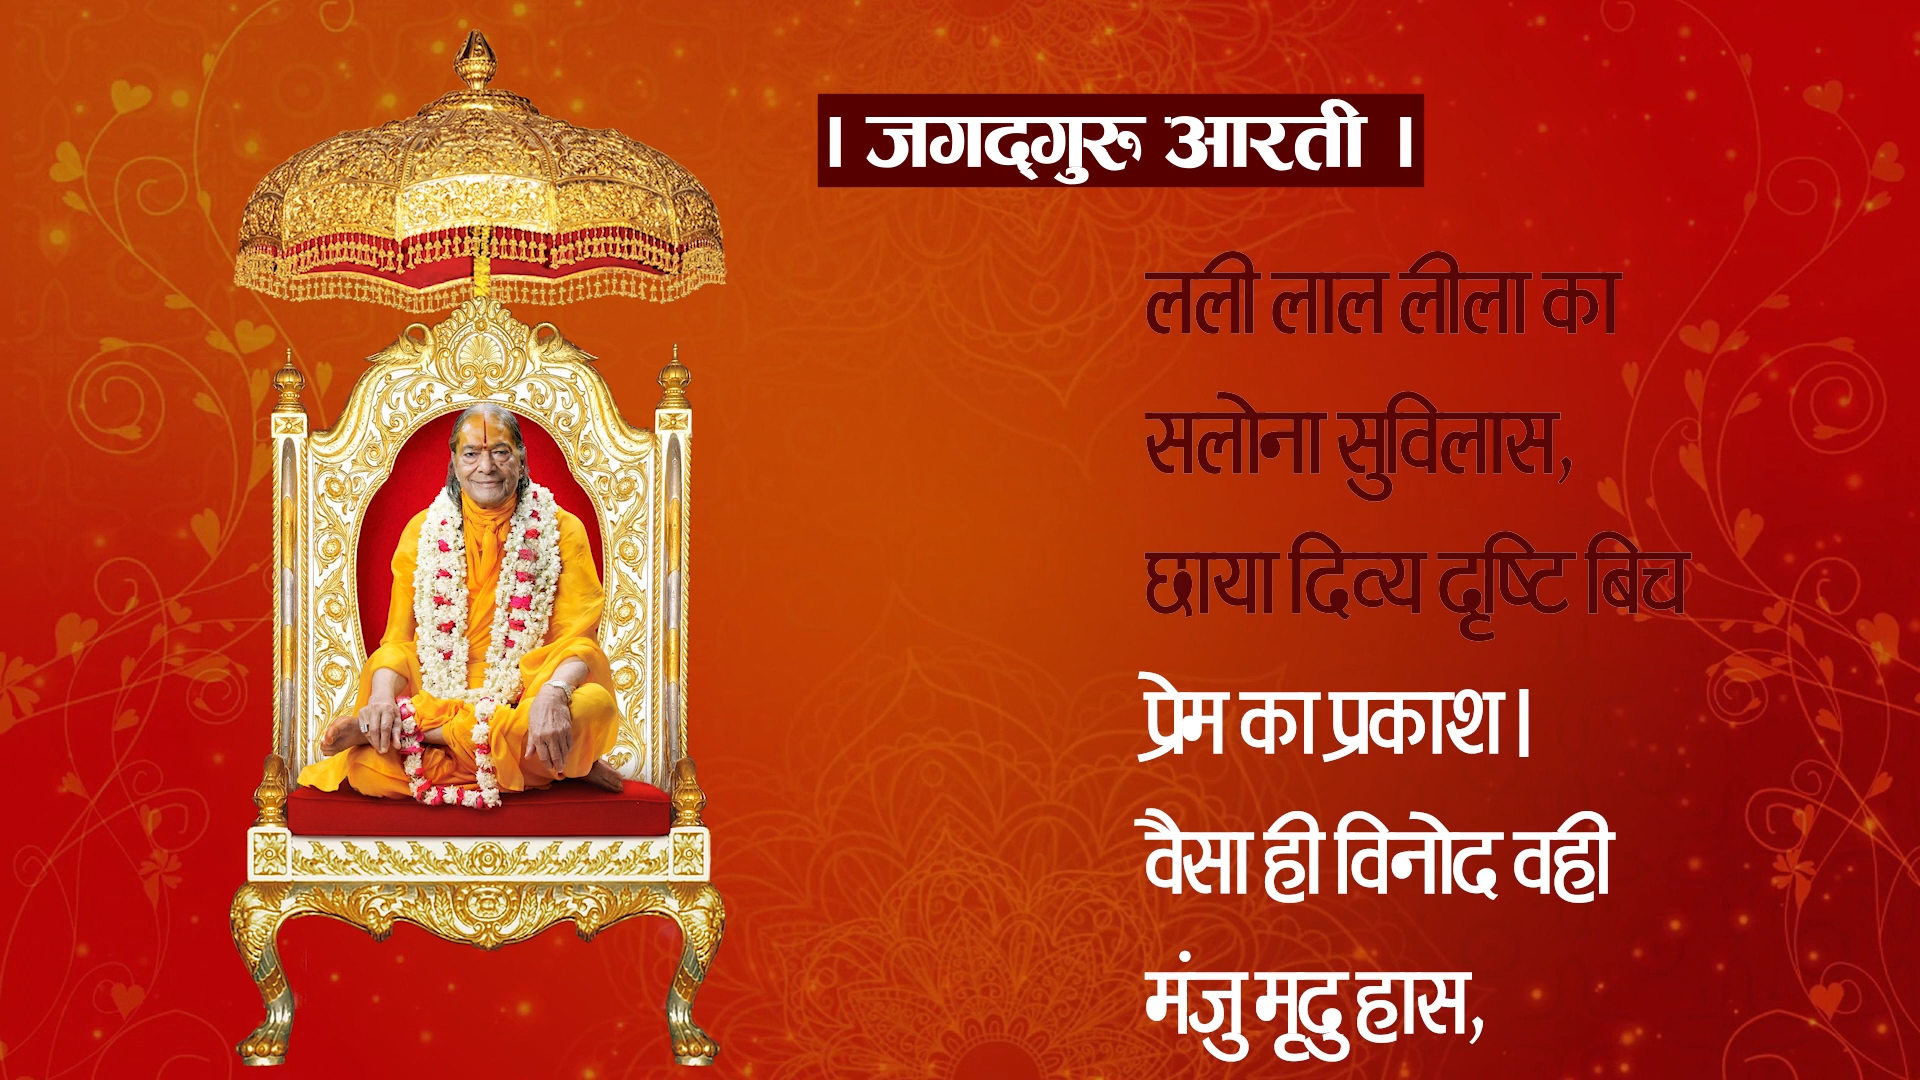 । जगद्गुरु आरती ।
लली लाल लीला का
सलोना सुविलास,
छाया दिव्य दृष्टि बिच
प्रेम का प्रकाश।
वैसा ही विनोद वही
मंजु मृदु हास,